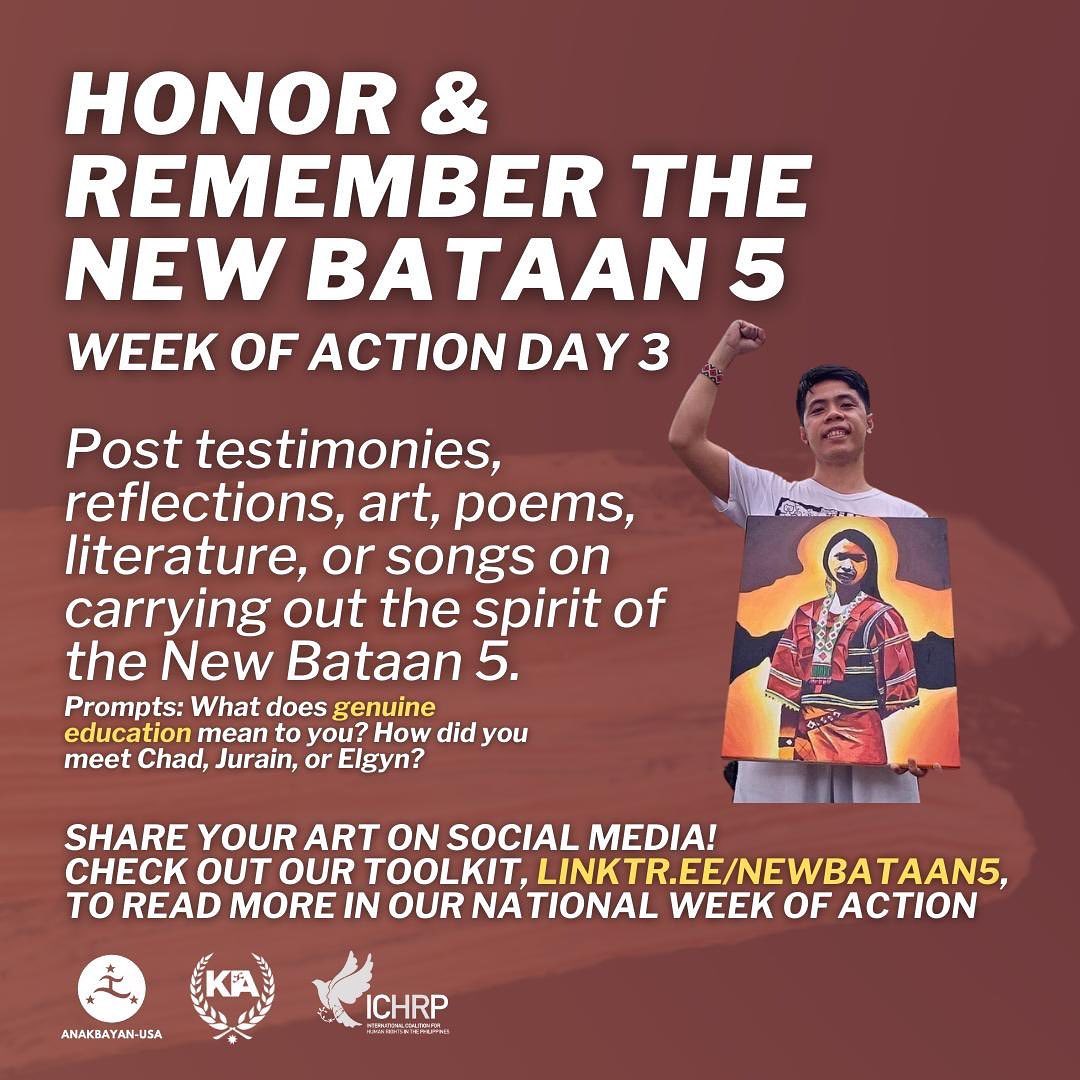 HONOR &
REMEMBER THE
NEW BATAAN 5
WEEK OF ACTION DAY 3
Post testimonies,
reflections, art, poems,
literature, or songs on
carrying out the spirit of
the New Bataan 5.
Prompts: What does genuine
education mean to you? How did you
meet Chad, Jurain, or Elgyn?
SHARE YOUR ART ON SOCIAL MEDIA!
CHECK OUT OUR TOOLKIT, LINKTR.EE/NEWBATAAN5,
TO READ MORE IN OUR NATIONAL WEEK OF ACTION
ANAKBAYAN-USA
KA
ICHRP
INTERNATIONAL COALITION FOR
HUMAN RIGHTS IN THE PHILIPPINES